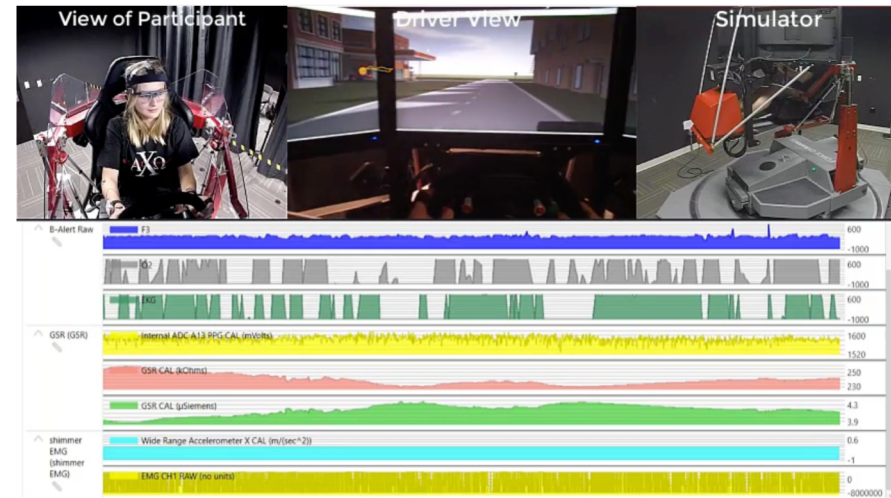 View of Participant
Driver View
Simulator
AXΩ
B-Alert Raw
F3
600
-1000
600
-1000
EKG
600
-1000
GSR (GSR)
Internal ADC A13 PPG CAL (mVolts)
1600
1520
GSR CAL (kOhms)
250
230
GSR CAL (µSiemens)
4.3
3.9
shimmer
EMG
(shimmer
EMG)
Wide Range Accelerometer X CAL (m/(sec^2))
0.6
-1
EMG CH1 RAW (no units)
0
-8000000